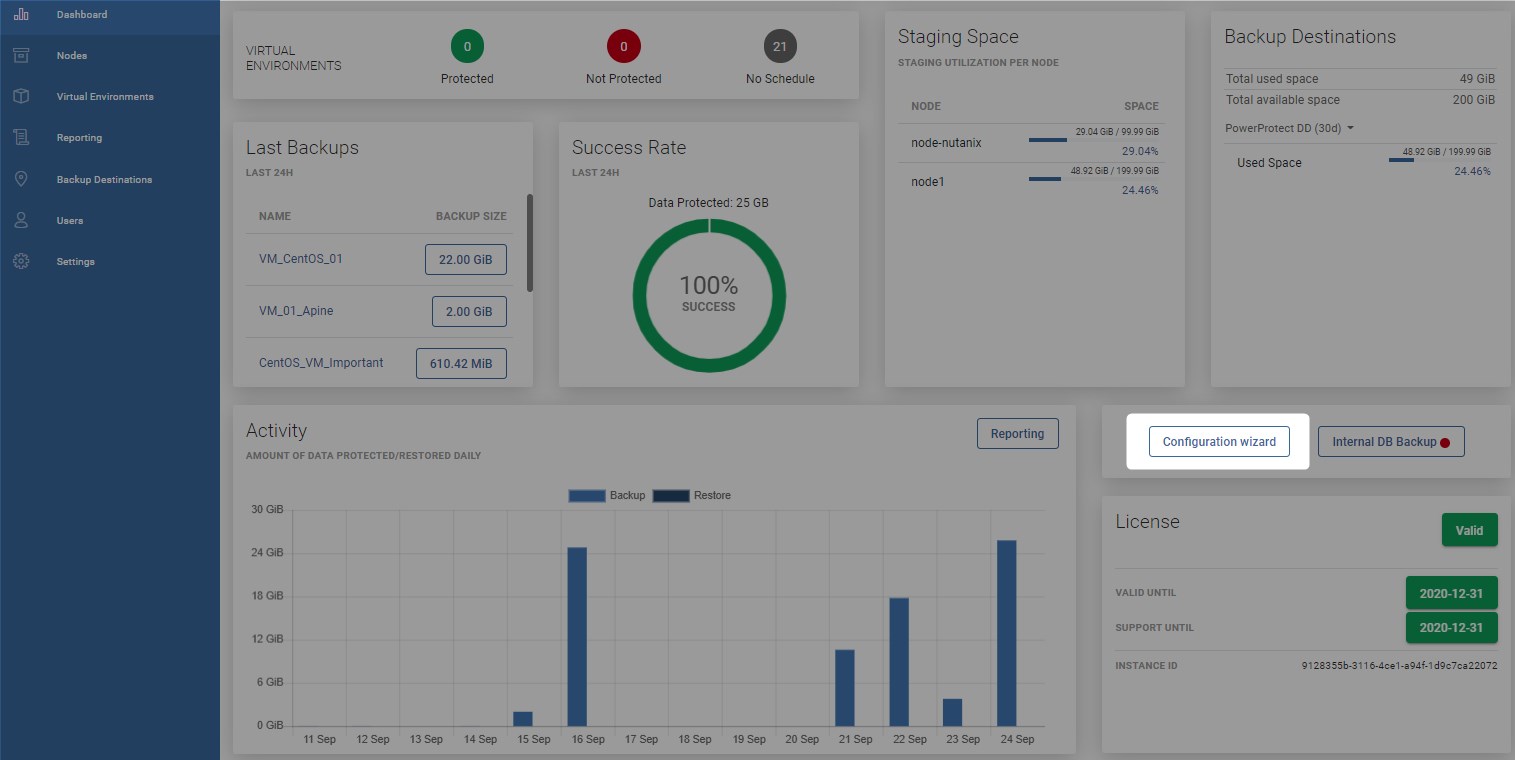 Dashboard
Nodes
Virtual Environments
Reporting
Backup Destinations
Users
Settings
VIRTUAL
ENVIRONMENTS
0
Protected
0
Not Protected
21
No Schedule
Last Backups
LAST 24H
NAME BACKUP SIZE
VM_CentOS_01 22.00 GiB
VM_01_Apine 2.00 GiB
CentOS_VM_Important 610.42 MiB
Success Rate
LAST 24H
Data Protected: 25 GB
100%
SUCCESS
Staging Space
STAGING UTILIZATION PER NODE
NODE SPACE
node-nutanix 29.04 GiB / 99.99 GiB
29.04%
node1 48.92 GiB / 199.99 GiB
24.46%
Backup Destinations
Total used space 49 GiB
Total available space 200 GiB
PowerProtect DD (30d)
Used Space 48.92 GiB / 199.99 GiB
24.46%
Activity
AMOUNT OF DATA PROTECTED/RESTORED DAILY
Reporting
Backup Restore
30 GiB
24 GiB
18 GiB
12 GiB
6 GiB
0 GiB
11 Sep 12 Sep 13 Sep 14 Sep 15 Sep 16 Sep 17 Sep 18 Sep 19 Sep 20 Sep 21 Sep 22 Sep 23 Sep 24 Sep
Configuration wizard
Internal DB Backup
License
Valid
VALID UNTIL 2020-12-31
SUPPORT UNTIL 2020-12-31
INSTANCE ID 9128355b-3116-4ce1-a94f-1d9c7ca22072